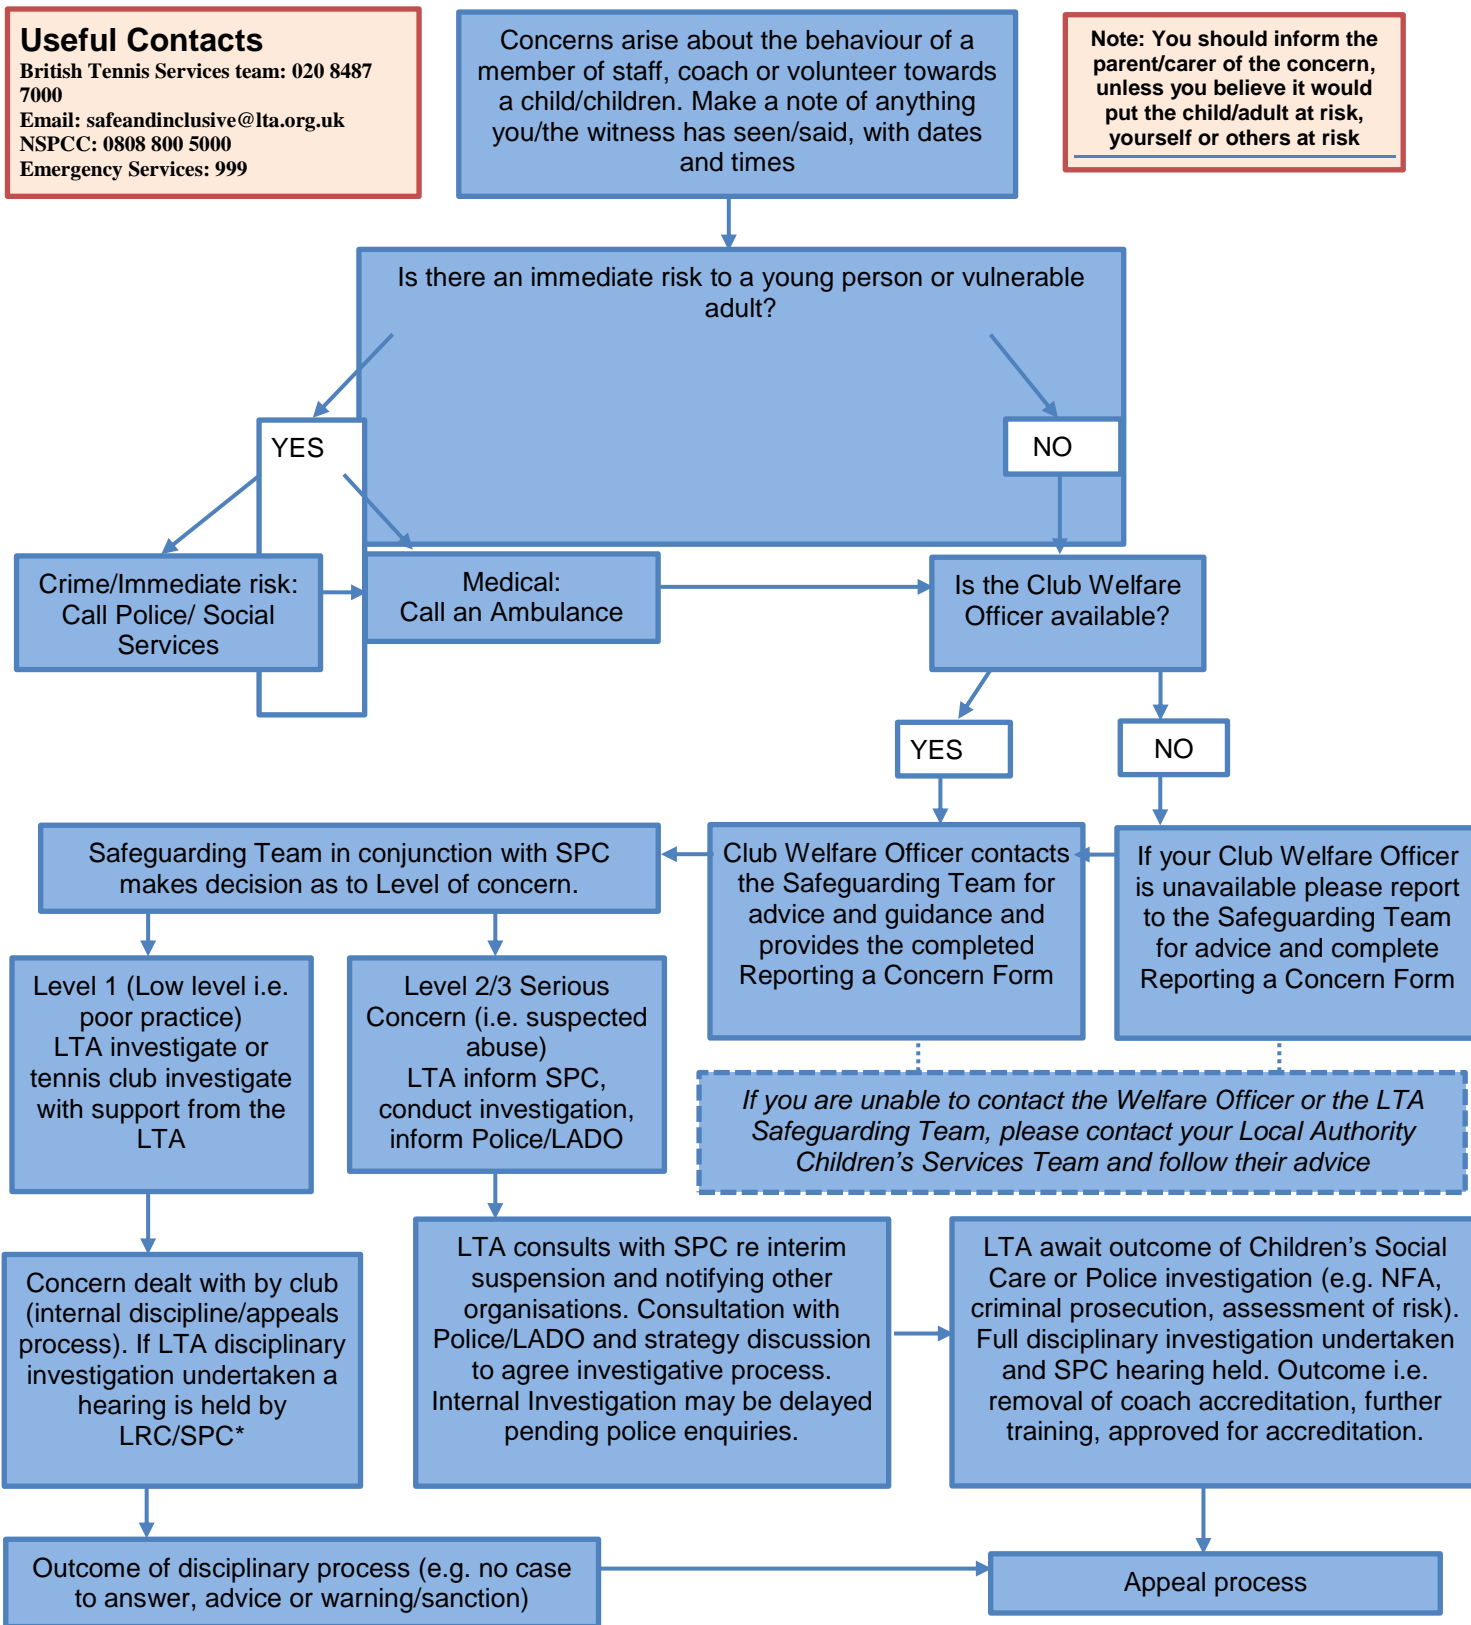 Useful Contacts
British Tennis Services team: 020 8487
7000
Email: safeandinclusive@lta.org.uk
NSPCC: 0808 800 5000
Emergency Services: 999
Concerns arise about the behaviour of a
member of staff, coach or volunteer towards
a child/children. Make a note of anything
you/the witness has seen/said, with dates
and times
Note: You should inform the
parent/carer of the concern,
unless you believe it would
put the child/adult at risk,
yourself or others at risk
Is there an immediate risk to a young person or vulnerable
adult?
YES
NO
Crime/Immediate risk:
Call Police/ Social
Services
Medical:
Call an Ambulance
Is the Club Welfare
Officer available?
YES
NO
Safeguarding Team in conjunction with SPC
makes decision as to Level of concern.
Club Welfare Officer contacts
the Safeguarding Team for
advice and guidance and
provides the completed
Reporting a Concern Form
If your Club Welfare Officer
is unavailable please report
to the Safeguarding Team
for advice and complete
Reporting a Concern Form
Level 1 (Low level i.e.
poor practice)
LTA investigate or
tennis club investigate
with support from the
LTA
Level 2/3 Serious
Concern (i.e. suspected
abuse)
LTA inform SPC,
conduct investigation,
inform Police/LADO
If you are unable to contact the Welfare Officer or the LTA
Safeguarding Team, please contact your Local Authority
Children’s Services Team and follow their advice
Concern dealt with by club
(internal discipline/appeals
process). If LTA disciplinary
investigation undertaken a
hearing is held by
LRC/SPC*
LTA consults with SPC re interim
suspension and notifying other
organisations. Consultation with
Police/LADO and strategy discussion
to agree investigative process.
Internal Investigation may be delayed
pending police enquiries.
LTA await outcome of Children’s Social
Care or Police investigation (e.g. NFA,
criminal prosecution, assessment of risk).
Full disciplinary investigation undertaken
and SPC hearing held. Outcome i.e.
removal of coach accreditation, further
training, approved for accreditation.
Outcome of disciplinary process (e.g. no case
to answer, advice or warning/sanction)
Appeal process